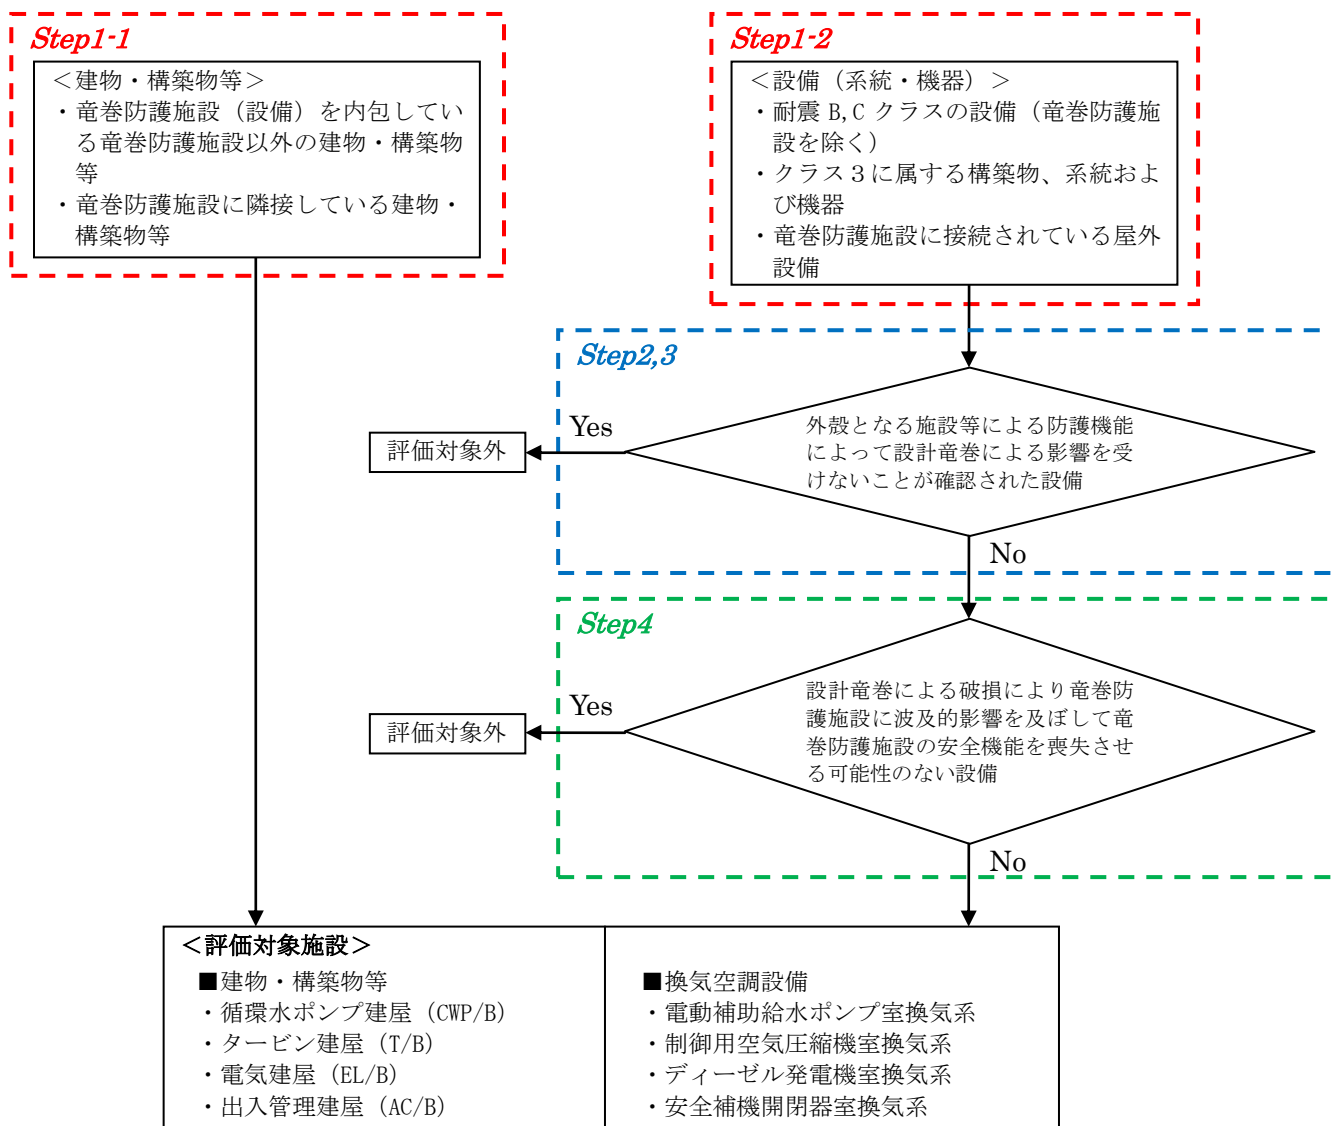 Step1-1
＜建物・構築物等＞
・竜巻防護施設（設備）を内包してい
る竜巻防護施設以外の建物・構築物
等
・竜巻防護施設に隣接している建物・
構築物等
Step1-2
＜設備（系統・機器）＞
・耐震 B,C クラスの設備（竜巻防護施
設を除く）
・クラス３に属する構築物、系統およ
び機器
・竜巻防護施設に接続されている屋外
設備
Step2,3
外殻となる施設等による防護機能
によって設計竜巻による影響を受
けないことが確認された設備
Yes
評価対象外
No
Step4
設計竜巻による破損により竜巻防
護施設に波及的影響を及ぼして竜
巻防護施設の安全機能を喪失させ
る可能性のない設備
Yes
評価対象外
No
＜評価対象施設＞
■建物・構築物等
・循環水ポンプ建屋（CWP/B）
・タービン建屋（T/B）
・電気建屋（EL/B）
・出入管理建屋（AC/B）
■換気空調設備
・電動補助給水ポンプ室換気系
・制御用空気圧縮機室換気系
・ディーゼル発電機室換気系
・安全補機開閉器室換気系